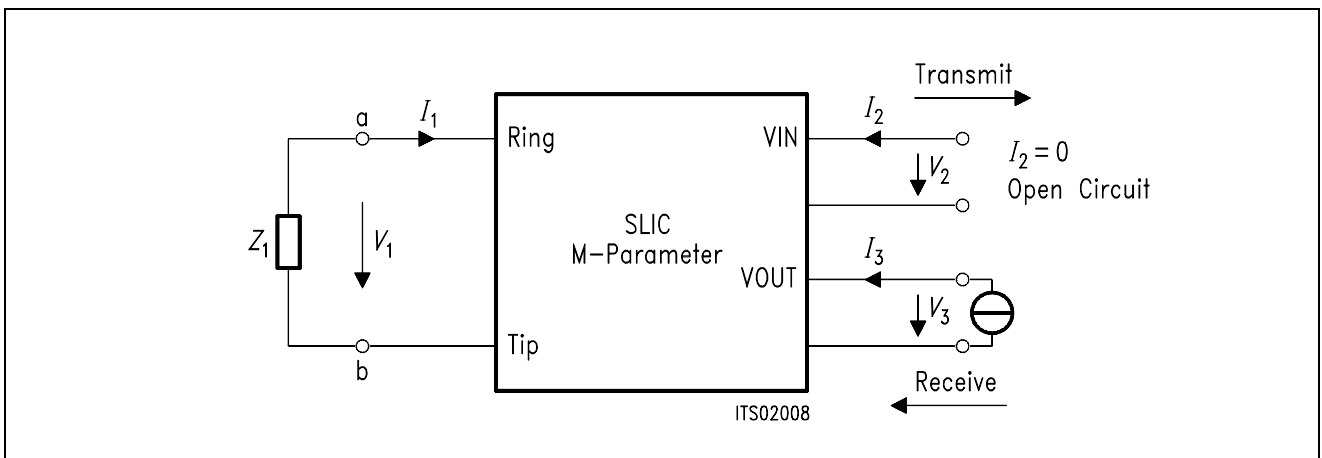 Transmit
a
I1
I2
Ring
VIN
V2
I2 = 0
Open Circuit
Z1
V1
SLIC
M-Parameter
I3
VOUT
V3
Tip
b
Receive
ITS02008